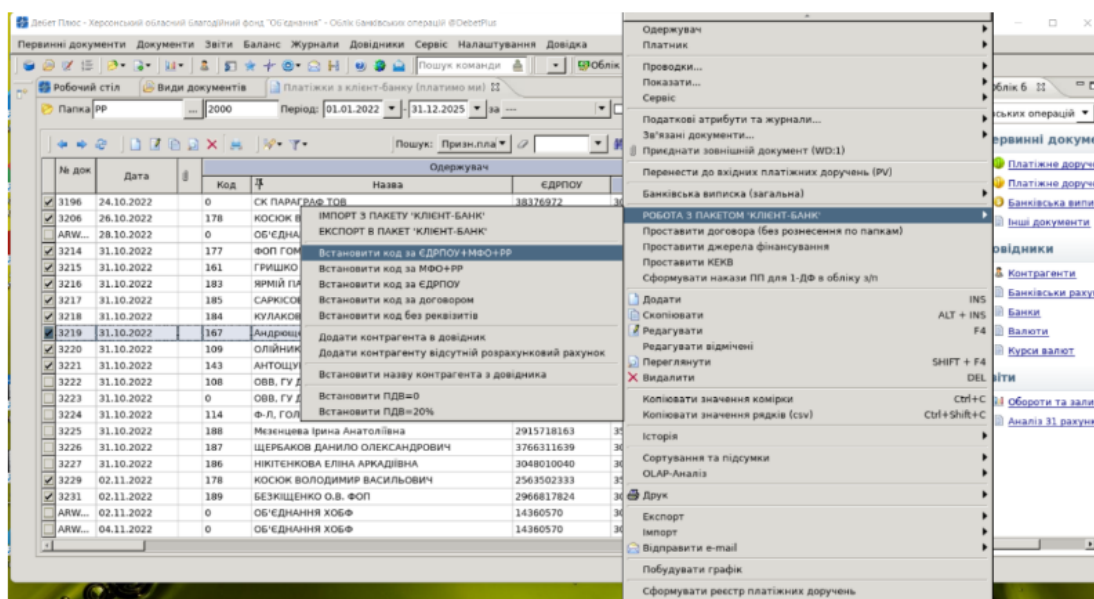 Дебет Плюс - Херсонський обласний благодійний фонд "Об'єднання" - Облік банківських операцій @DebetPlus
Первинні документи Документи Звіти Баланс Журнали Довідники Сервіс Налаштування Довідка
Пошук команди
Облік
Робочий стіл Види документів Платіжки з клієнт-банку (платимо ми)
Папка PP ... 2000 Період: 01.01.2022 - 31.12.2025 за ---
Пошук: Призн.пла
№ док Дата Одержувач
Код Назва ЄДРПОУ
3196 24.10.2022 0 СК ПАРАГРАФ ТОВ 38376972
3206 26.10.2022 178 КОСЮК В
ARW... 28.10.2022 0 ОБ'ЄДНА
3214 31.10.2022 177 ФОП ГОМ
3215 31.10.2022 161 ГРИШКО
3216 31.10.2022 183 ЯРМІЙ ПА
3217 31.10.2022 185 САРКІСОВ
3218 31.10.2022 184 КУЛАКОВ
3219 31.10.2022 167 Андрюще
3220 31.10.2022 109 ОЛІЙНИК
3221 31.10.2022 143 АНТОЩУ
3222 31.10.2022 108 ОВВ, ГУ Д
3223 31.10.2022 0 ОВВ, ГУ Д
3224 31.10.2022 114 Ф-Л, ГОЛ
3225 31.10.2022 188 Мезенцева Ірина Анатоліївна 2915718163 35
3226 31.10.2022 187 ЩЕРБАКОВ ДАНИЛО ОЛЕКСАНДРОВИЧ 3766311639 30
3227 31.10.2022 186 НІКІТЕНКОВА ЕЛІНА АРКАДІЇВНА 3048010040 30
3229 02.11.2022 178 КОСЮК ВОЛОДИМИР ВАСИЛЬОВИЧ 2563502333 35
3231 02.11.2022 189 БЕЗКІЩЕНКО О.В. ФОП 2966817824 30
ARW... 02.11.2022 0 ОБ'ЄДНАННЯ ХОБФ 14360570 30
ARW... 04.11.2022 0 ОБ'ЄДНАННЯ ХОБФ 14360570 30
ІМПОРТ З ПАКЕТУ 'КЛІЄНТ-БАНК'
ЕКСПОРТ В ПАКЕТ 'КЛІЄНТ-БАНК'
Встановити код за ЄДРПОУ+МФО+РР
Встановити код за МФО+РР
Встановити код за ЄДРПОУ
Встановити код за договором
Встановити код без реквізитів
Додати контрагента в довідник
Додати контрагенту відсутній розрахунковий рахунок
Встановити назву контрагента з довідника
Встановити ПДВ=0
Встановити ПДВ=20%
Одержувач
Платник
Проводки...
Показати...
Сервіс
Податкові атрибути та журнали...
Зв'язані документи...
Приєднати зовнішній документ (WD:1)
Перенести до вхідних платіжних доручень (PV)
Банківська виписка (загальна)
РОБОТА З ПАКЕТОМ 'КЛІЄНТ-БАНК'
Проставити договора (без рознесення по папкам)
Проставити джерела фінансування
Проставити КЕКВ
Сформувати накази ПП для 1-ДФ в обліку з/п
Додати INS
Скопіювати ALT + INS
Редагувати F4
Редагувати відмічені
Переглянути SHIFT + F4
Видалити DEL
Копіювати значення комірки Ctrl+C
Копіювати значення рядків (csv) Ctrl+Shift+C
Історія
Сортування та підсумки
OLAP-Аналіз
Друк
Експорт
Імпорт
Відправити e-mail
Побудувати графік
Сформувати реєстр платіжних доручень
блік б
ських операцій
ервинні докуме
Платіжне доруч
Платіжне доруч
Банківська випи
Інші документи
овідники
Контрагенти
Банківськи раху
Банки
Валюти
Курси валют
віти
Обороти та зали
Аналіз 31 рахун